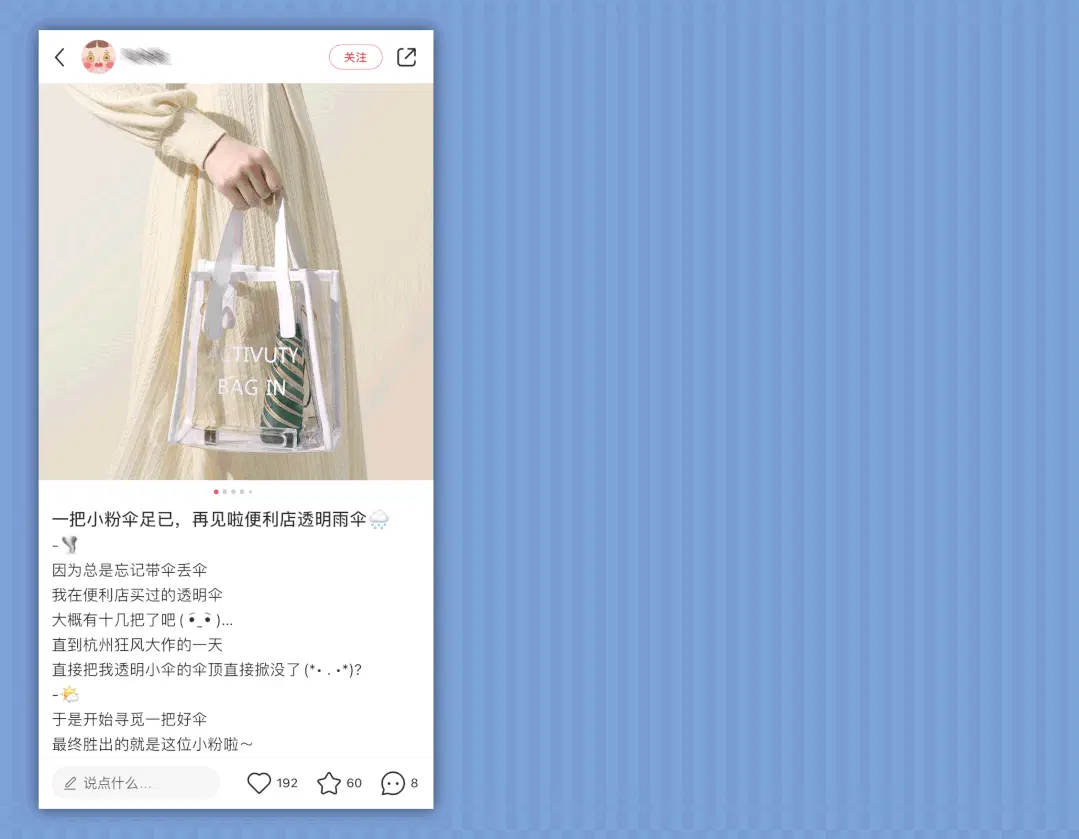 关注
ACTIVUTY
BAG IN
一把小粉伞足已，再见啦便利店透明雨伞🌧️
-🌪️
因为总是忘记带伞丢伞
我在便利店买过的透明伞
大概有十几把了吧 ( •̆_•̆ )...
直到杭州狂风大作的一天
直接把我透明小伞的伞顶直接掀没了 (*• . •*)?
-🌤️
于是开始寻觅一把好伞
最终胜出的就是这位小粉啦～
说点什么...
192
60
8